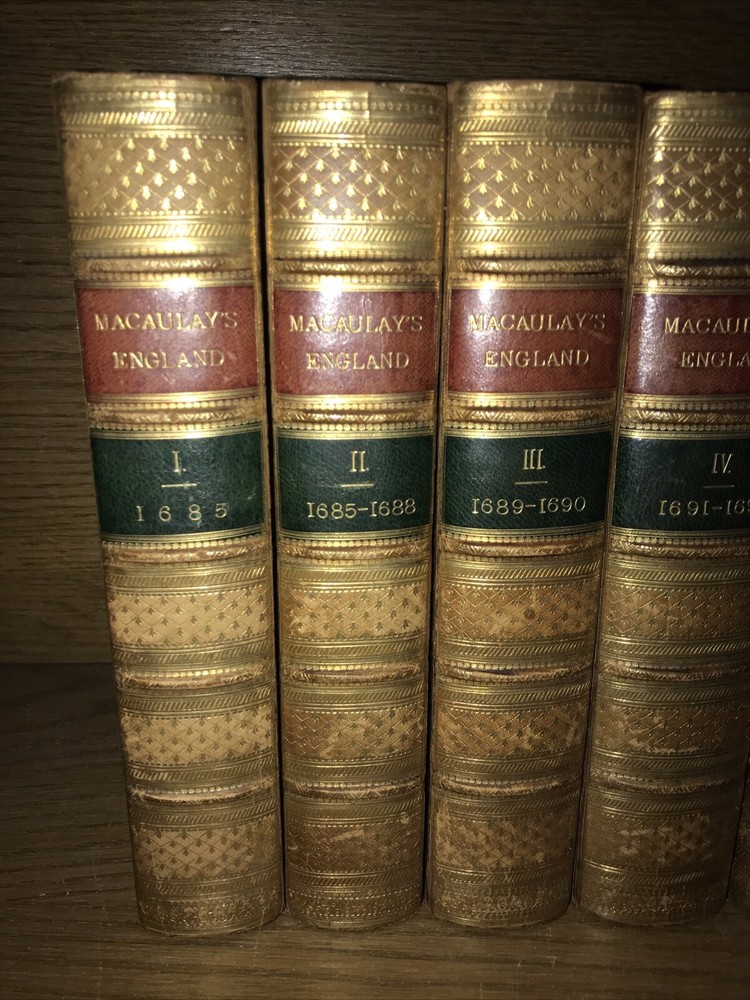 MACAULAY'S
ENGLAND
I.
1685
MACAULAY'S
ENGLAND
II.
1685-1688
MACAULAY'S
ENGLAND
III.
1689-1690
IV.